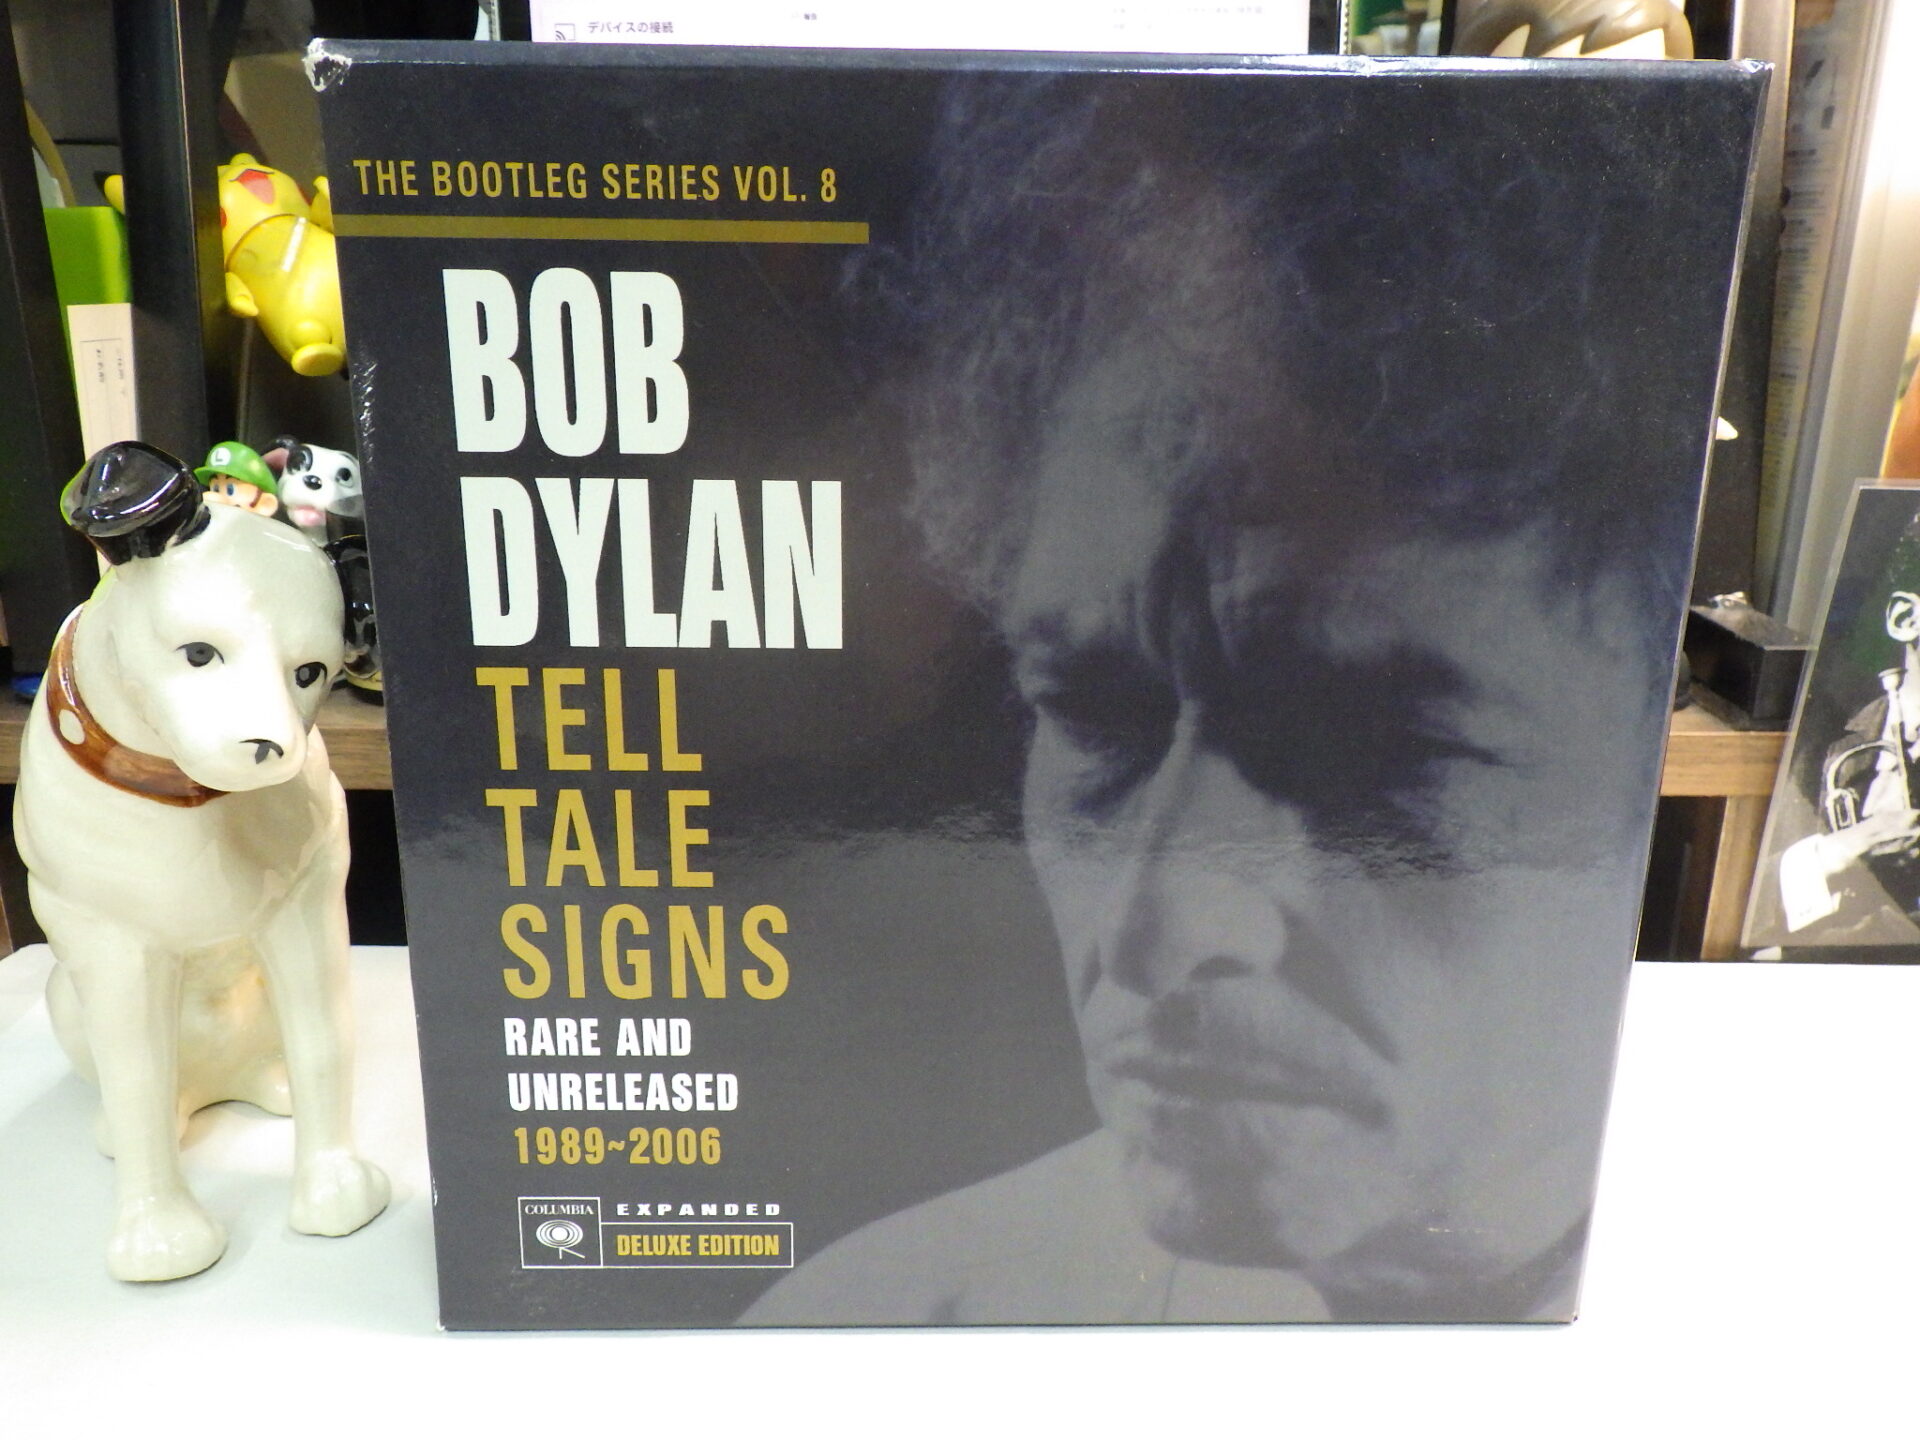 デバイスの接続
THE BOOTLEG SERIES VOL. 8
BOB
DYLAN
TELL
TALE
SIGNS
RARE AND
UNRELEASED
1989~2006
COLUMBIA
EXPANDED
DELUXE EDITION
L